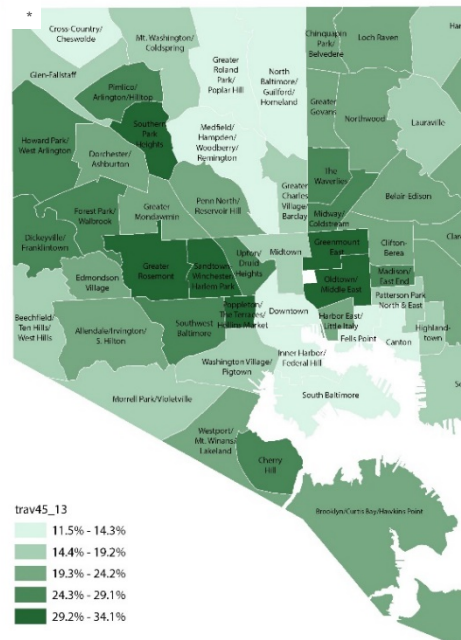 *
Cross-Country/
Cheswolde
Mt. Washington/
Coldspring
Greater
Roland
Park/
Poplar Hill
North
Baltimore/
Guilford/
Homeland
Chinquapin
Park/
Belvedere
Loch Raven
Har
Glen-Fallstaff
Pimlico/
Arlington/Hilltop
Greater
Govans
Northwood
Lauraville
Howard Park/
West Arlington
Southern
Park
Heights
Medfield/
Hampden/
Woodberry/
Remington
Dorchester/
Ashburton
The
Waverlies
Belair Edison
Forest Park/
Walbrook
Greater
Mondawmin
Penn North/
Reservoir Hill
Greater
Charles
Village/
Barclay
Midway/
Coldstream
Dickeyville/
Franklintown
Greater
Rosemont
Sandtown
Winchester/
Harlem Park
Upton/
Druid
Heights
Midtown
Greenmount
East
Clifton-
Berea
Clar
Edmondson
Village
Oldtown/
Middle East
Madison/
East End
Beechfield/
Ten Hills/
West Hills
Allendale/Irvington/
S. Hilton
Southwest
Baltimore
Poppleton/
The Terraces/
Hollins Market
Downtown
Harbor East/
Little Italy
Patterson Park
North & East
Highland-
town
Fells Point
Canton
Washington Village/
Pigtown
Inner Harbor/
Federal Hill
Morrell Park/Violetville
South Baltimore
So
Westport/
Mt. Winans/
Lakeland
Cherry
Hill
Brooklyn/Curtis Bay/Hawkins Point
trav45_13
11.5% - 14.3%
14.4% - 19.2%
19.3% - 24.2%
24.3% - 29.1%
29.2% - 34.1%